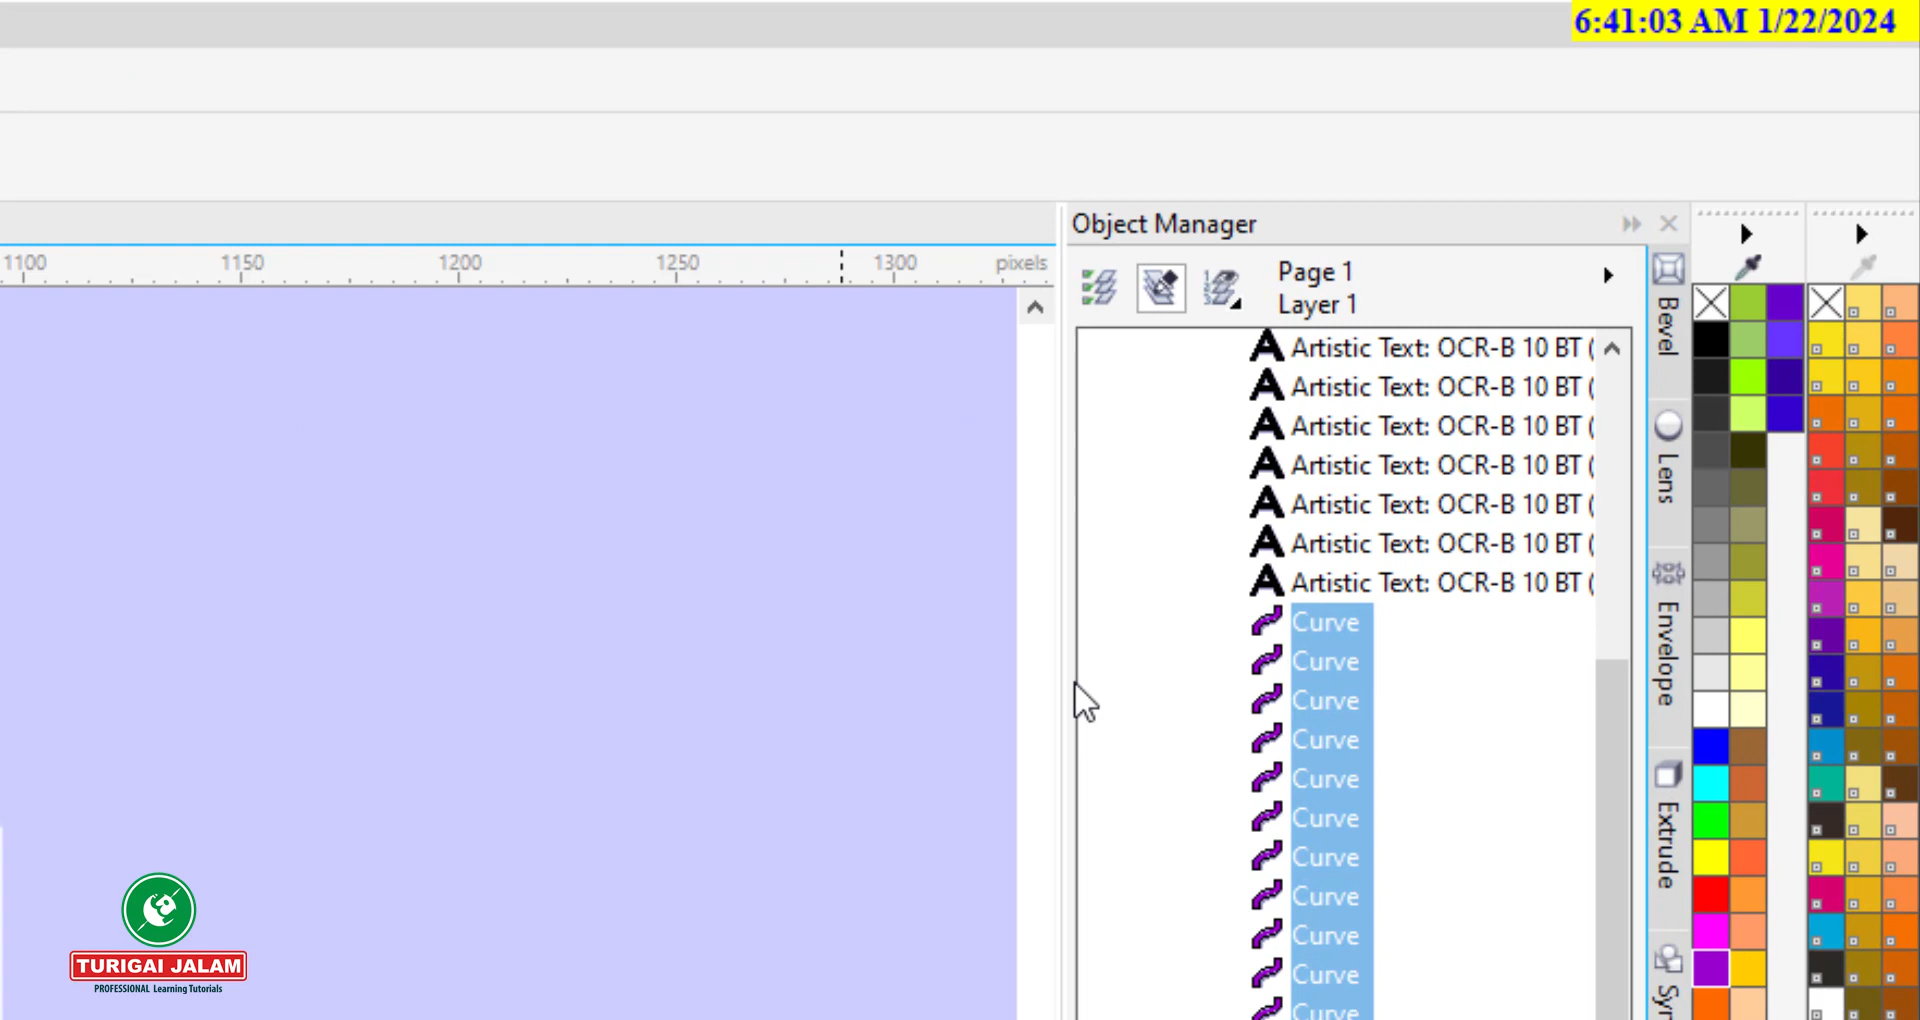 6:41:03 AM 1/22/2024
Object Manager
1100 1150 1200 1250 1300 pixels
Page 1
Layer 1
Artistic Text: OCR-B 10 BT (
Artistic Text: OCR-B 10 BT (
Artistic Text: OCR-B 10 BT (
Artistic Text: OCR-B 10 BT (
Artistic Text: OCR-B 10 BT (
Artistic Text: OCR-B 10 BT (
Artistic Text: OCR-B 10 BT (
Curve
Curve
Curve
Curve
Curve
Curve
Curve
Curve
Curve
Curve
Curve
Bevel
Lens
Envelope
Extrude
TURIGAI JALAM
PROFESSIONAL Learning Tutorials